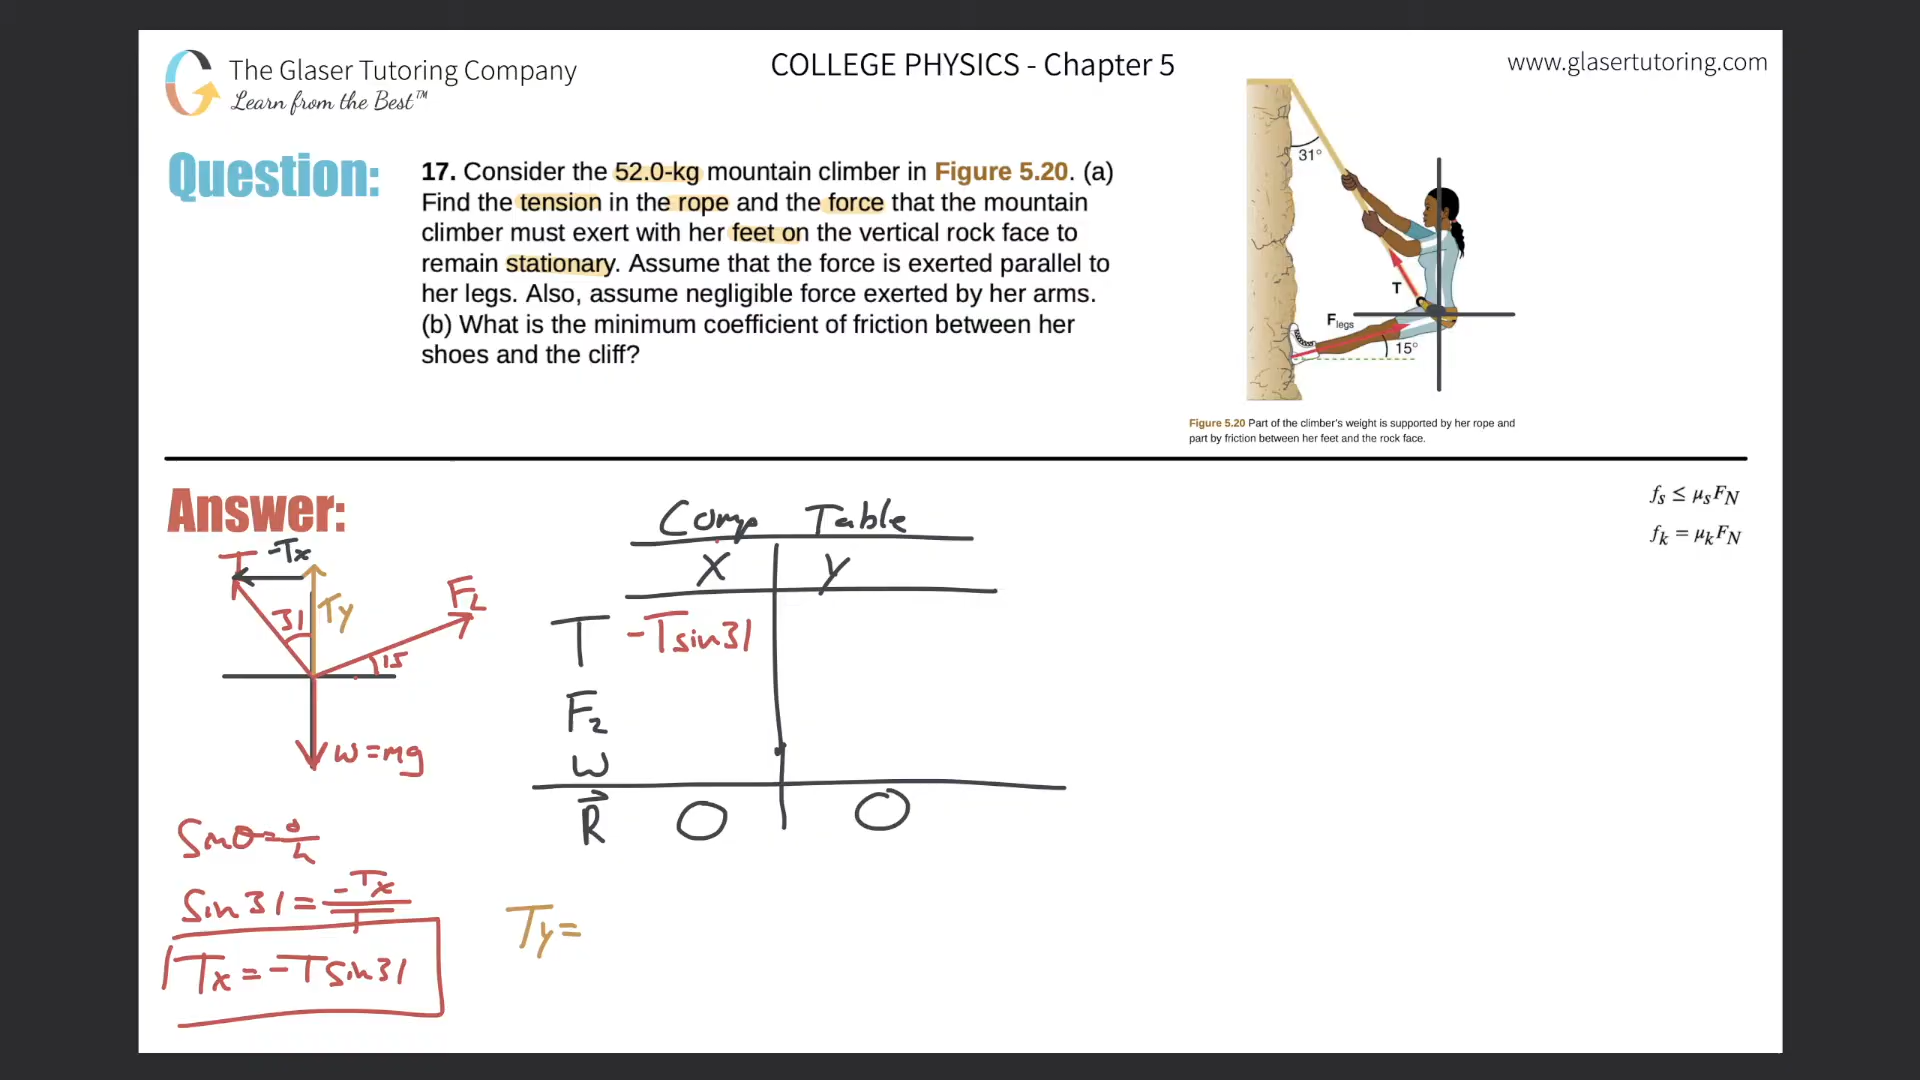 The Glaser Tutoring Company
Learn from the Best™
COLLEGE PHYSICS - Chapter 5
www.glasertutoring.com
Question:
17. Consider the 52.0-kg mountain climber in Figure 5.20. (a)
Find the tension in the rope and the force that the mountain
climber must exert with her feet on the vertical rock face to
remain stationary. Assume that the force is exerted parallel to
her legs. Also, assume negligible force exerted by her arms.
(b) What is the minimum coefficient of friction between her
shoes and the cliff?
31°
T
F legs
15°
Figure 5.20 Part of the climber's weight is supported by her rope and
part by friction between her feet and the rock face.
Answer:
fs ≤ μsFN
fk = μkFN
T -Tx
31 Ty
FL
15
w=mg
Comp Table
X Y
T -Tsin31
FL
W
R 0 0
Sinθ=o/h
Sin31=-Tx/T
Tx=-Tsin31
Ty=